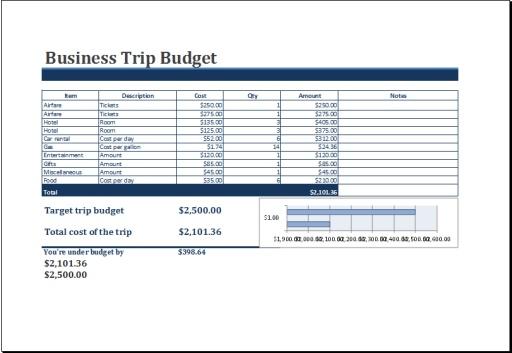 Business Trip Budget
Item Description Cost Qty Amount Notes
Airfare Tickets $250.00 1 $250.00
Airfare Tickets $275.00 1 $275.00
Hotel Room $135.00 3 $405.00
Hotel Room $125.00 3 $375.00
Car rental Cost per day $52.00 6 $312.00
Gas Cost per gallon $1.74 14 $24.36
Entertainment Amount $120.00 1 $120.00
Gifts Amount $85.00 1 $85.00
Miscellaneous Amount $45.00 1 $45.00
Food Cost per day $35.00 6 $210.00
Total $2,101.36
Target trip budget $2,500.00
$1.00
Total cost of the trip $2,101.36
$1,900.00 $2,000.00 $2,100.00 $2,200.00 $2,300.00 $2,400.00 $2,500.00 $2,600.00
You're under budget by $398.64
$2,101.36
$2,500.00